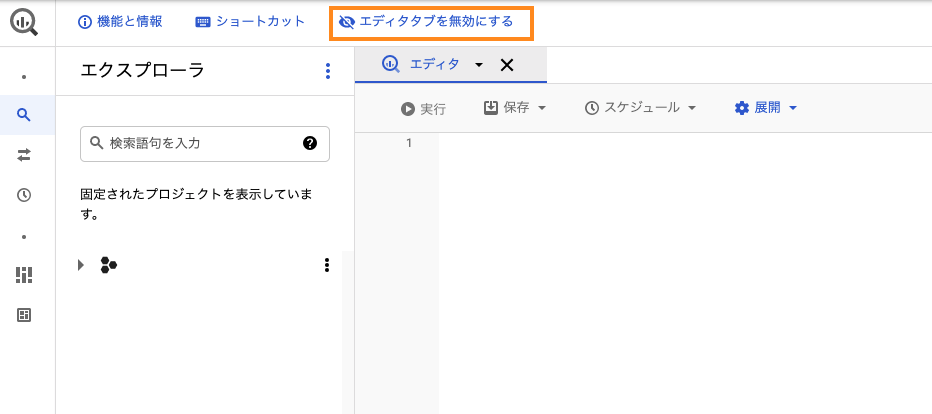 機能と情報 ショートカット エディタタブを無効にする
エクスプローラ
エディタ
実行 保存 スケジュール 展開
1
検索語句を入力
固定されたプロジェクトを表示していま
す。